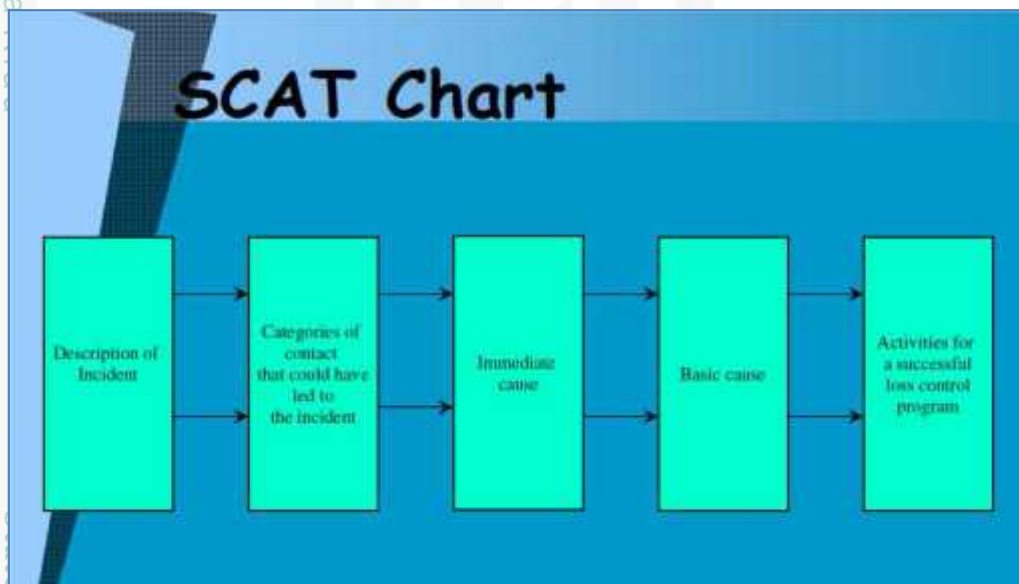 SCAT Chart
Description of
Incident
Categories of
contact
that could have
led to
the incident
Immediate
cause
Basic cause
Activities for
a successful
loss control
program